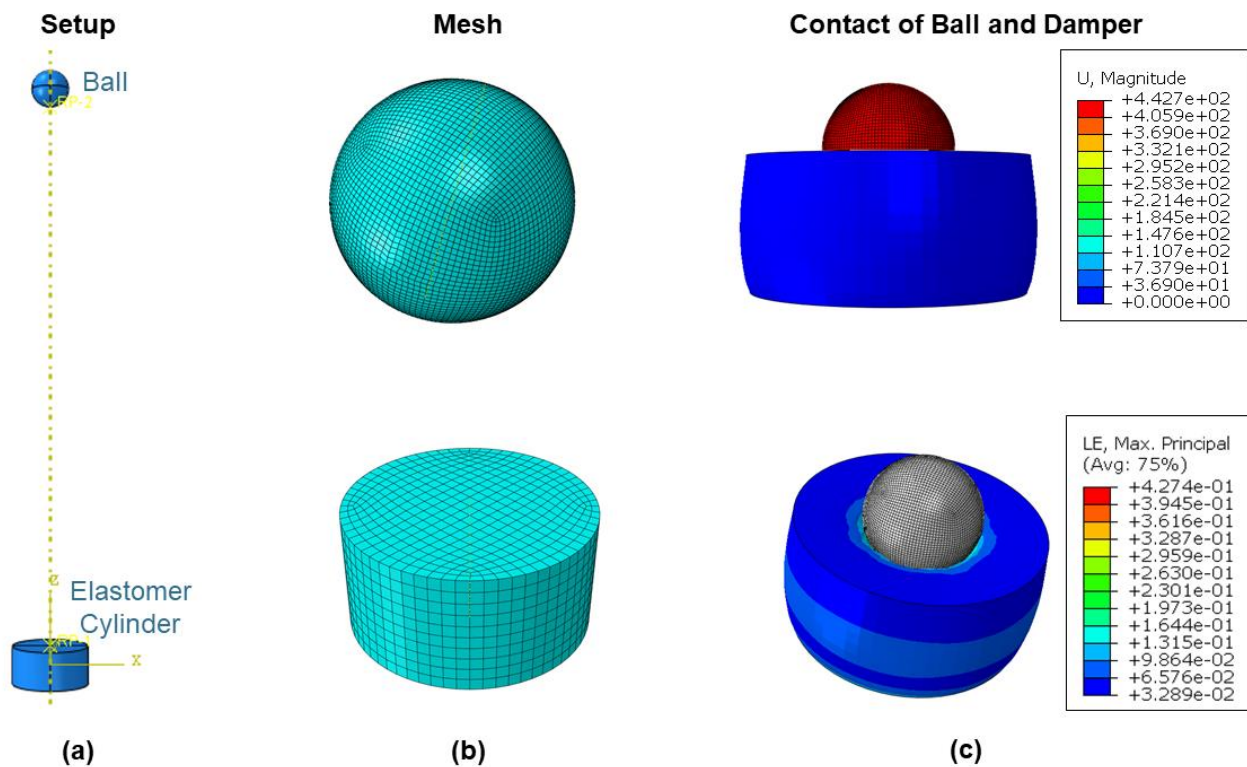 Setup
Mesh
Contact of Ball and Damper
Ball
RP-2
U, Magnitude
+4.427e+02
+4.059e+02
+3.690e+02
+3.321e+02
+2.952e+02
+2.583e+02
+2.214e+02
+1.845e+02
+1.476e+02
+1.107e+02
+7.379e+01
+3.690e+01
+0.000e+00
z
Elastomer
Cylinder
RP-1
x
LE, Max. Principal
(Avg: 75%)
+4.274e-01
+3.945e-01
+3.616e-01
+3.287e-01
+2.959e-01
+2.630e-01
+2.301e-01
+1.973e-01
+1.644e-01
+1.315e-01
+9.864e-02
+6.576e-02
+3.289e-02
(a)
(b)
(c)